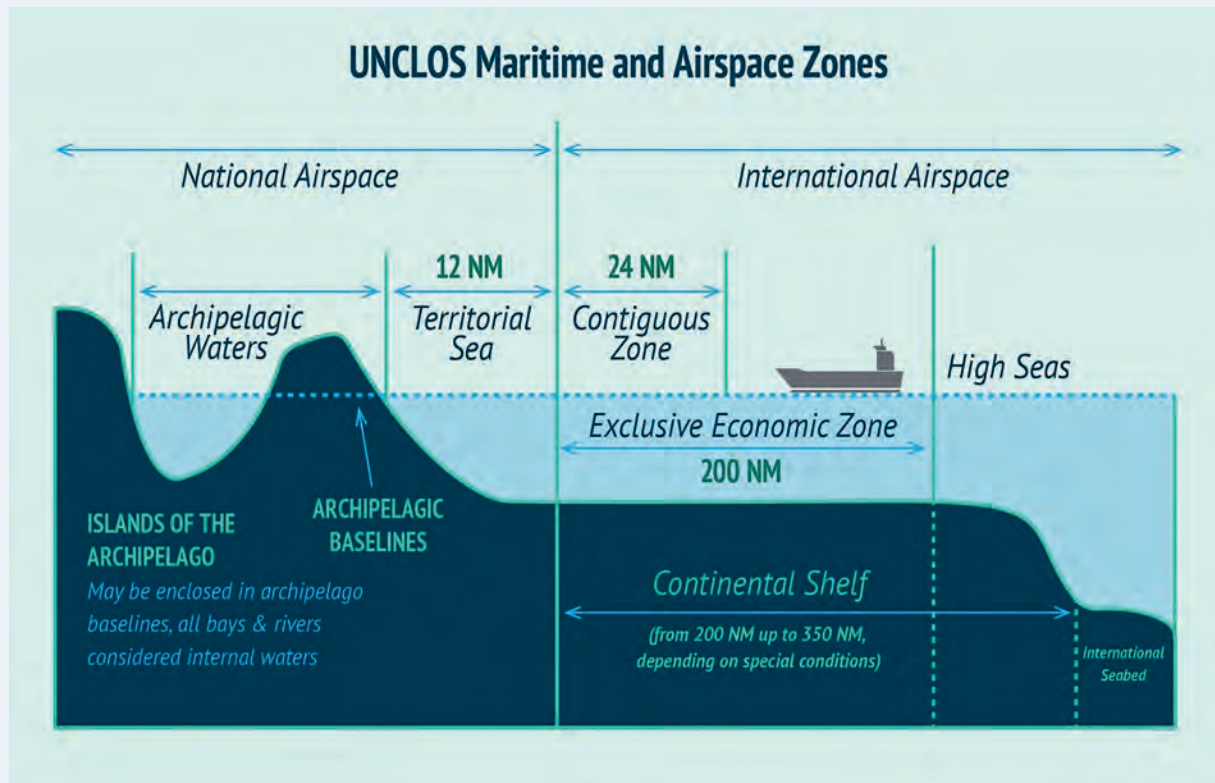 UNCLOS Maritime and Airspace Zones
National Airspace
International Airspace
12 NM
24 NM
Archipelagic
Waters
Territorial
Sea
Contiguous
Zone
High Seas
Exclusive Economic Zone
200 NM
ARCHIPELAGIC
BASELINES
ISLANDS OF THE
ARCHIPELAGO
May be enclosed in archipelago
baselines, all bays & rivers
considered internal waters
Continental Shelf
(from 200 NM up to 350 NM,
depending on special conditions)
International
Seabed